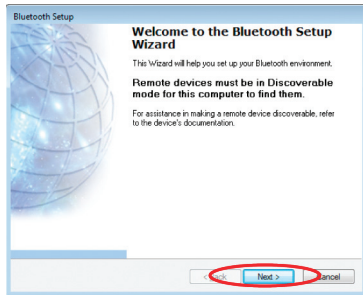 Bluetooth Setup
Welcome to the Bluetooth Setup
Wizard
This Wizard will help you set up your Bluetooth environment.
Remote devices must be in Discoverable
mode for this computer to find them.
For assistance in making a remote device discoverable, refer
to the device's documentation.
< Back Next > Cancel